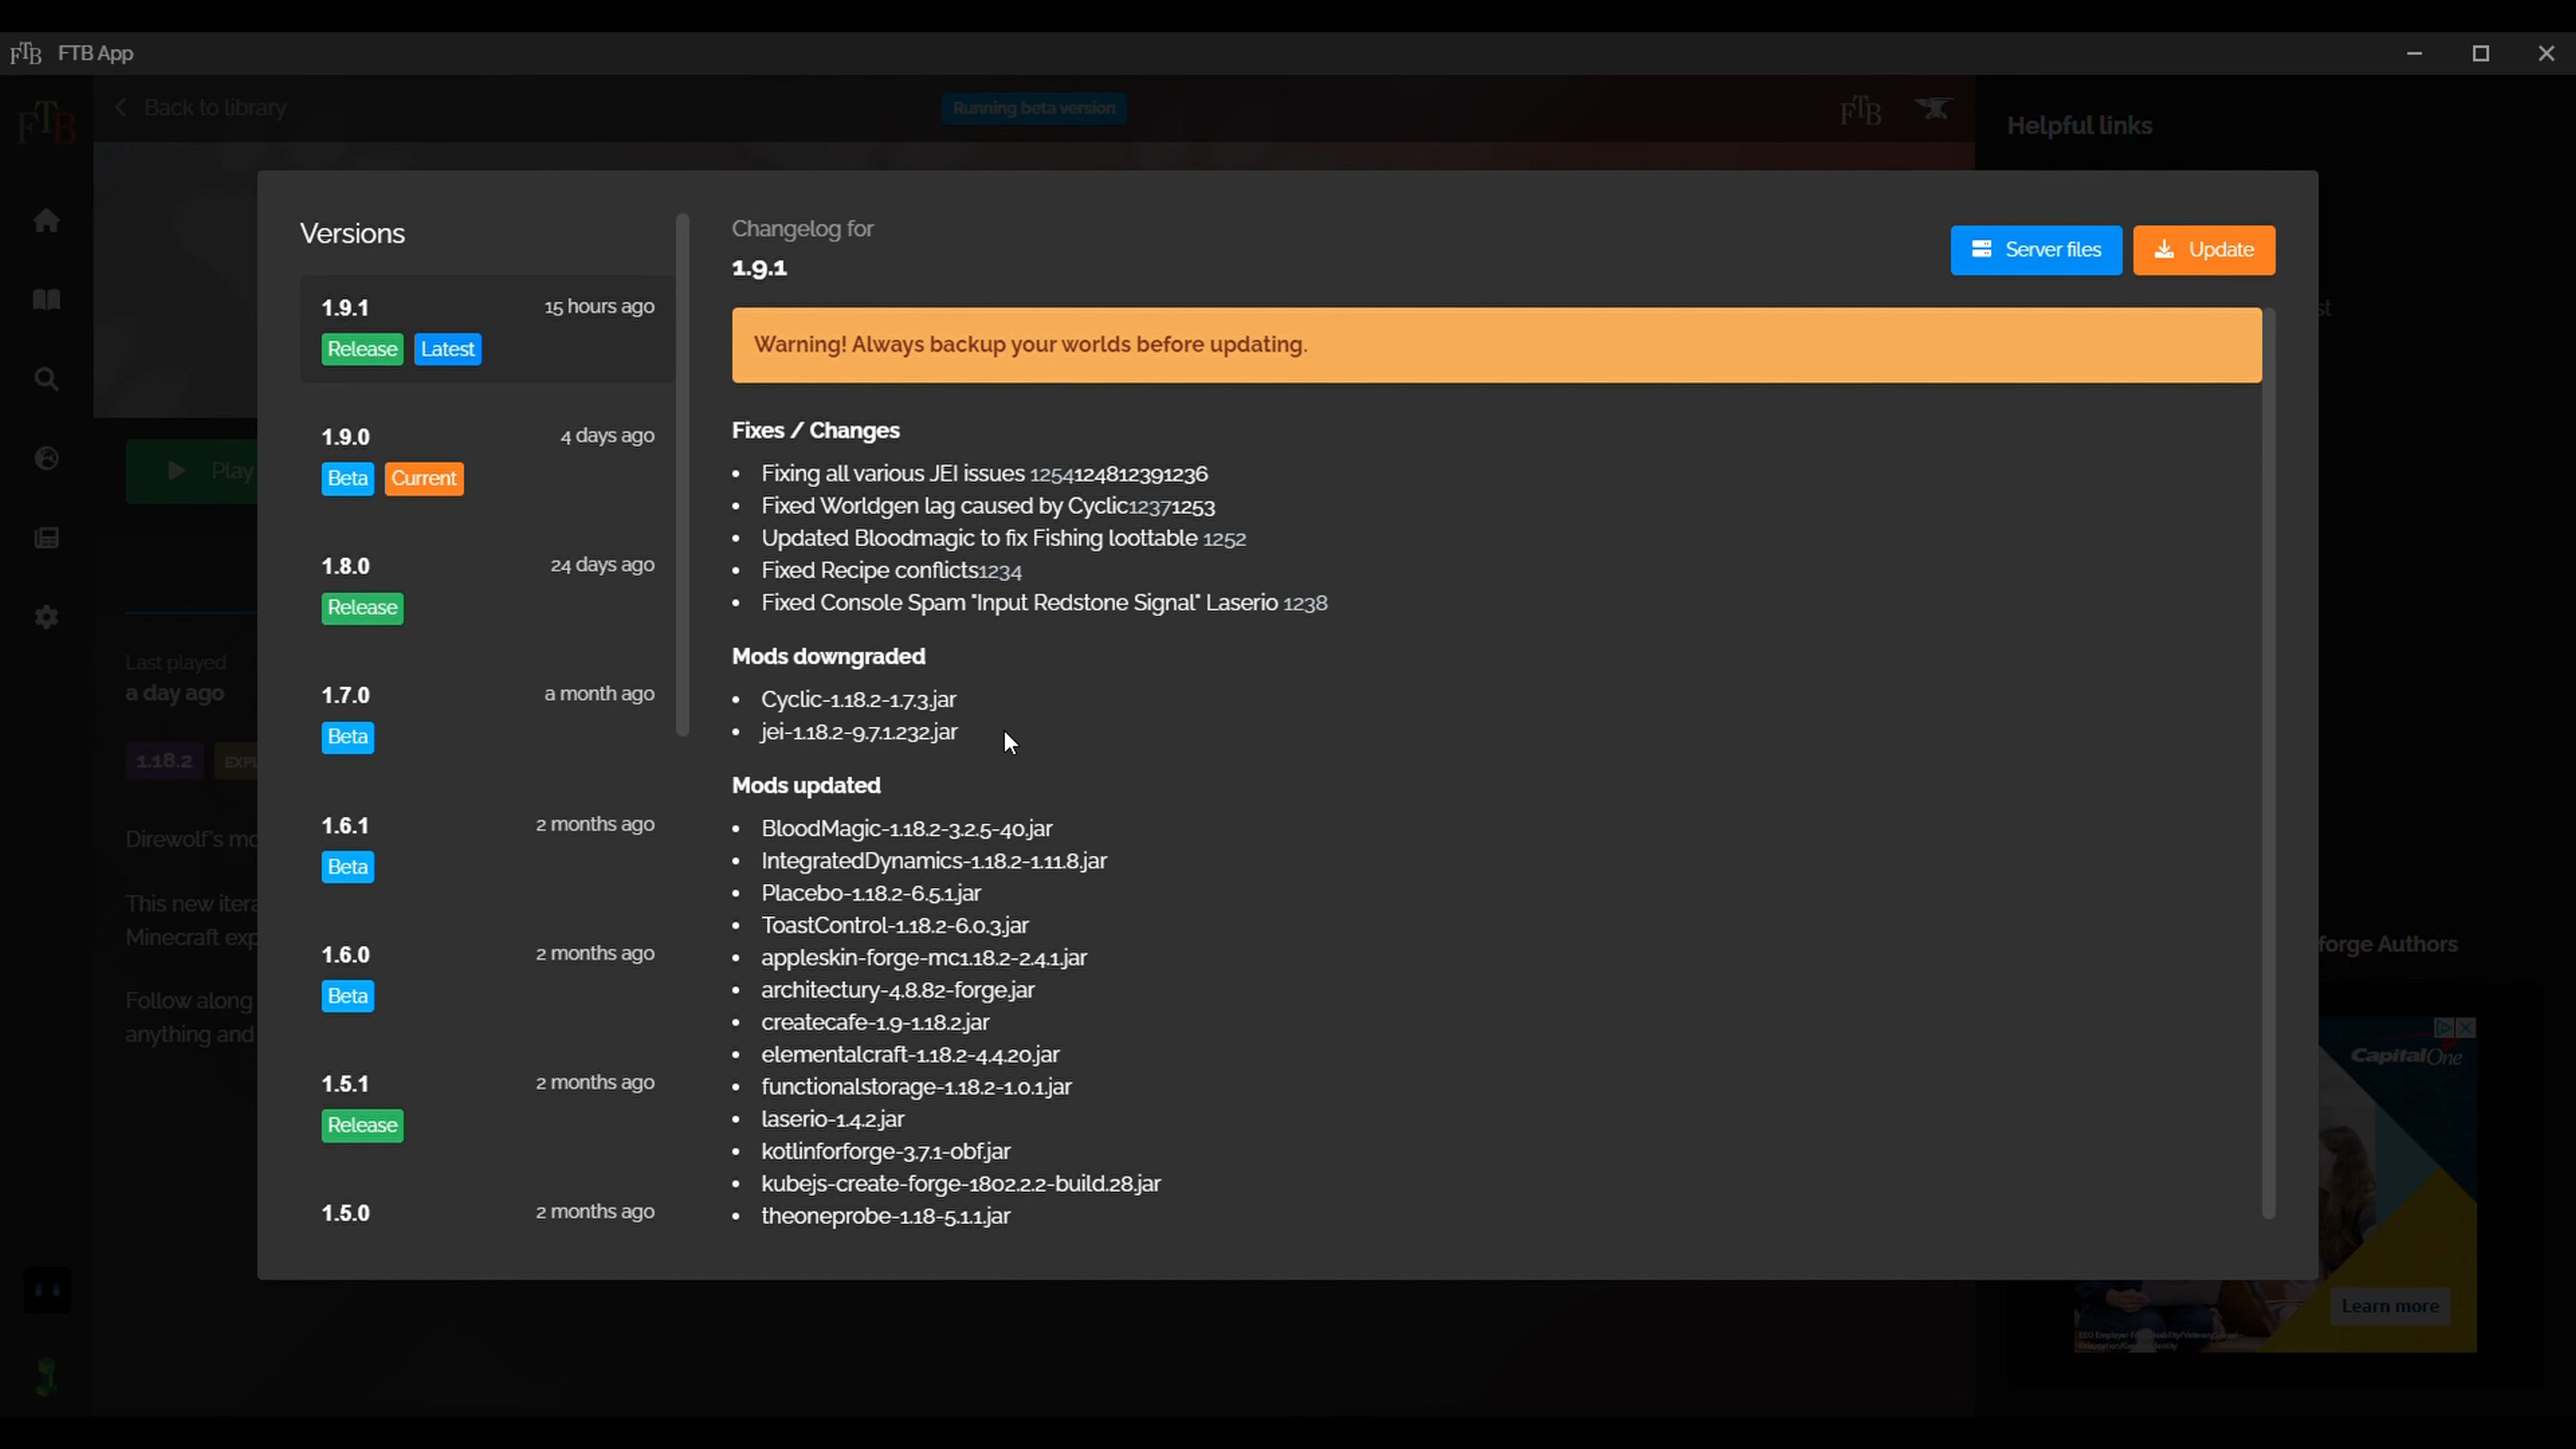 FTB App
FTB
Back to library
Running beta version
FTB
Helpful links
Versions
1.9.1
15 hours ago
Release
Latest
1.9.0
4 days ago
Beta
Current
1.8.0
24 days ago
Release
1.7.0
a month ago
Beta
1.6.1
2 months ago
Beta
1.6.0
2 months ago
Beta
1.5.1
2 months ago
Release
1.5.0
2 months ago
Changelog for
1.9.1
Server files
Update
Warning! Always backup your worlds before updating.
Fixes / Changes
• Fixing all various JEI issues 1254124812391236
• Fixed Worldgen lag caused by Cyclic12371253
• Updated Bloodmagic to fix Fishing loottable 1252
• Fixed Recipe conflicts1234
• Fixed Console Spam "Input Redstone Signal" Laserio 1238
Mods downgraded
• Cyclic-1.18.2-1.7.3.jar
• jei-1.18.2-9.7.1.232.jar
Mods updated
• BloodMagic-1.18.2-3.2.5-40.jar
• IntegratedDynamics-1.18.2-1.11.8.jar
• Placebo-1.18.2-6.5.1.jar
• ToastControl-1.18.2-6.0.3.jar
• appleskin-forge-mc1.18.2-2.4.1.jar
• architectury-4.8.82-forge.jar
• createcafe-1.9-1.18.2.jar
• elementalcraft-1.18.2-4.4.20.jar
• functionalstorage-1.18.2-1.0.1.jar
• laserio-1.4.2.jar
• kotlinforforge-3.7.1-obf.jar
• kubejs-create-forge-1802.2.2-build.28.jar
• theoneprobe-1.18-5.1.1.jar
Play
Last played
a day ago
1.18.2
Direwolf's
This new
Minecraft
Follow along
anything and
forge Authors
Capital One
Learn more